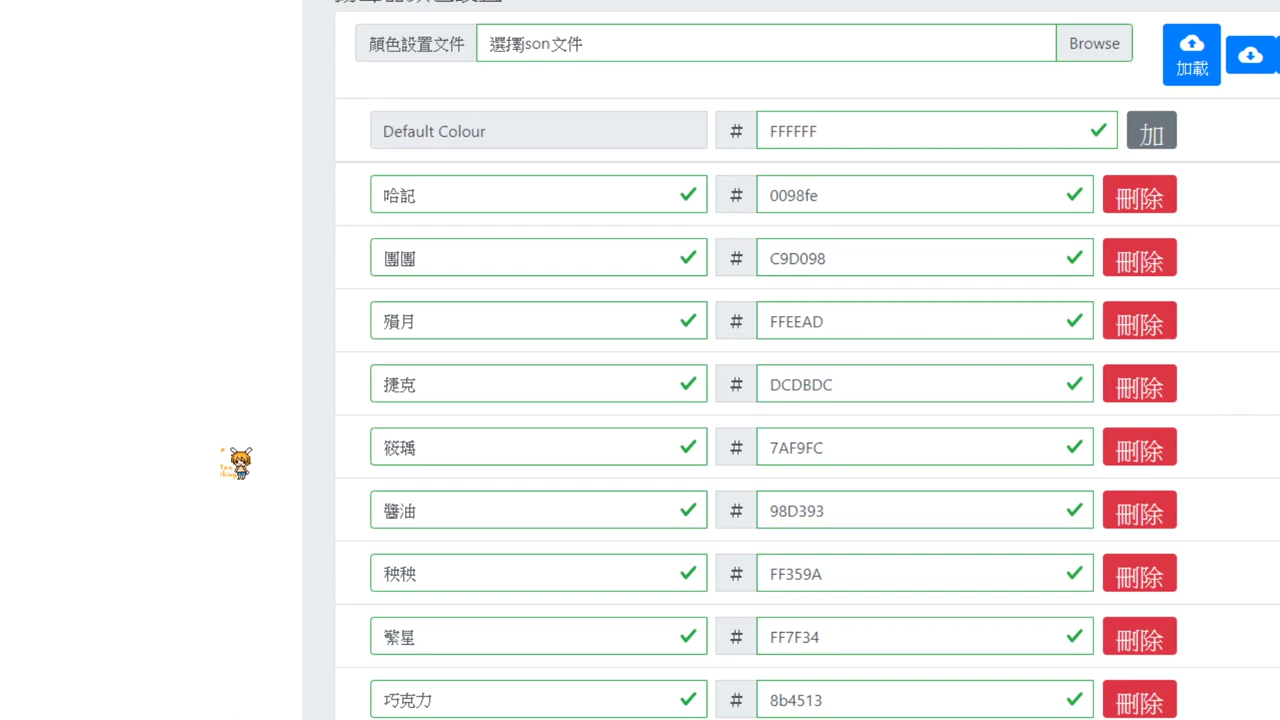 顏色設置文件 選擇json文件 Browse
加載
Default Colour # FFFFFF 加
哈記 # 0098fe 刪除
團團 # C9D098 刪除
殞月 # FFEEAD 刪除
捷克 # DCDBDC 刪除
筱瑀 # 7AF9FC 刪除
醬油 # 98D393 刪除
秧秧 # FF359A 刪除
繁星 # FF7F34 刪除
巧克力 # 8b4513 刪除